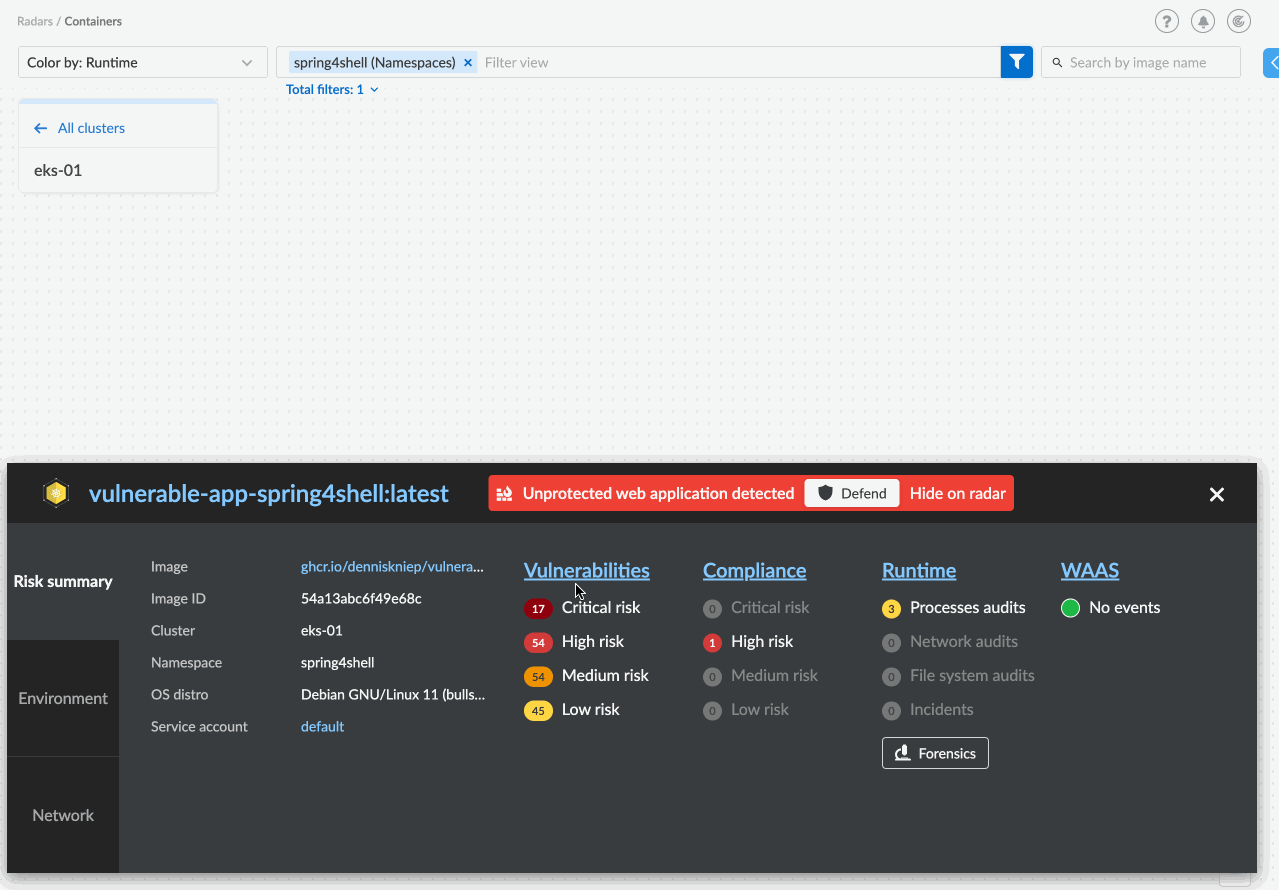 Radars / Containers
Color by: Runtime
spring4shell (Namespaces) × Filter view
Search by image name
Total filters: 1
All clusters
eks-01
vulnerable-app-spring4shell:latest
Unprotected web application detected
Defend
Hide on radar
Risk summary
Environment
Network
Image ghcr.io/denniskniep/vulnera...
Image ID 54a13abc6f49e68c
Cluster eks-01
Namespace spring4shell
OS distro Debian GNU/Linux 11 (bulls...
Service account default
Vulnerabilities
17 Critical risk
54 High risk
54 Medium risk
45 Low risk
Compliance
0 Critical risk
1 High risk
0 Medium risk
0 Low risk
Runtime
3 Processes audits
0 Network audits
0 File system audits
0 Incidents
Forensics
WAAS
No events